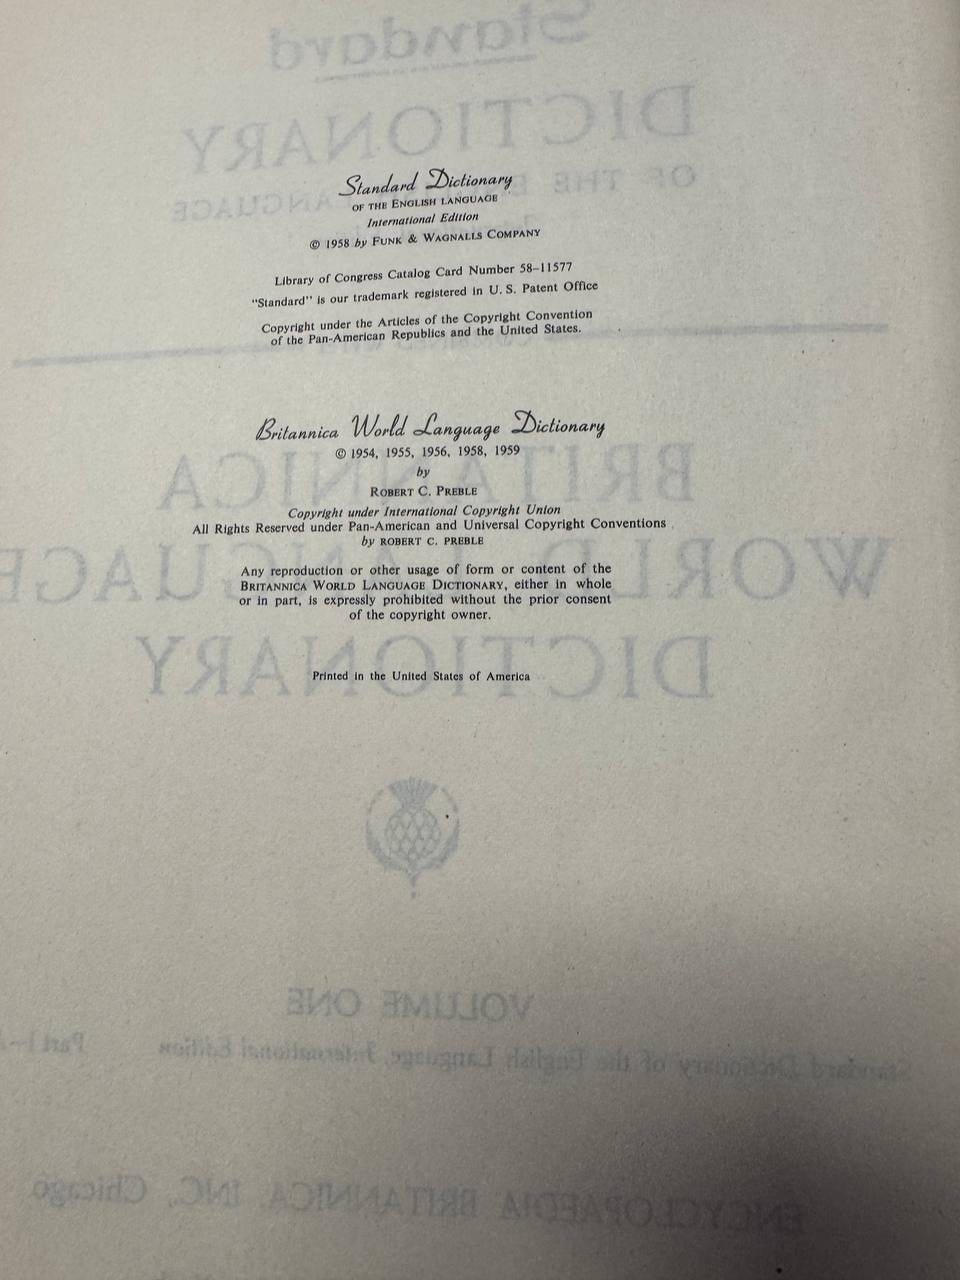 Standard Dictionary
OF THE ENGLISH LANGUAGE
International Edition
© 1958 by FUNK & WAGNALLS COMPANY
Library of Congress Catalog Card Number 58-11577
"Standard" is our trademark registered in U. S. Patent Office
Copyright under the Articles of the Copyright Convention
of the Pan-American Republics and the United States.
Britannica World Language Dictionary
© 1954, 1955, 1956, 1958, 1959
by
ROBERT C. PREBLE
Copyright under International Copyright Union
All Rights Reserved under Pan-American and Universal Copyright Conventions
by ROBERT C. PREBLE
Any reproduction or other usage of form or content of the
BRITANNICA WORLD LANGUAGE DICTIONARY, either in whole
or in part, is expressly prohibited without the prior consent
of the copyright owner.
Printed in the United States of America